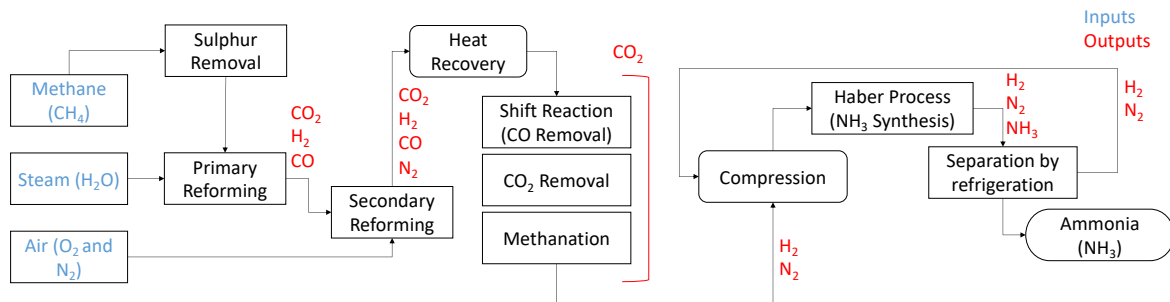 Inputs
Outputs
Sulphur
Removal
Methane
(CH₄)
Steam (H₂O)
Air (O₂ and
N₂)
Primary
Reforming
CO₂
H₂
CO
Secondary
Reforming
CO₂
H₂
CO
N₂
Heat
Recovery
CO₂
Shift Reaction
(CO Removal)
CO₂ Removal
Methanation
H₂
N₂
Compression
Haber Process
(NH₃ Synthesis)
H₂
N₂
NH₃
Separation by
refrigeration
H₂
N₂
Ammonia
(NH₃)